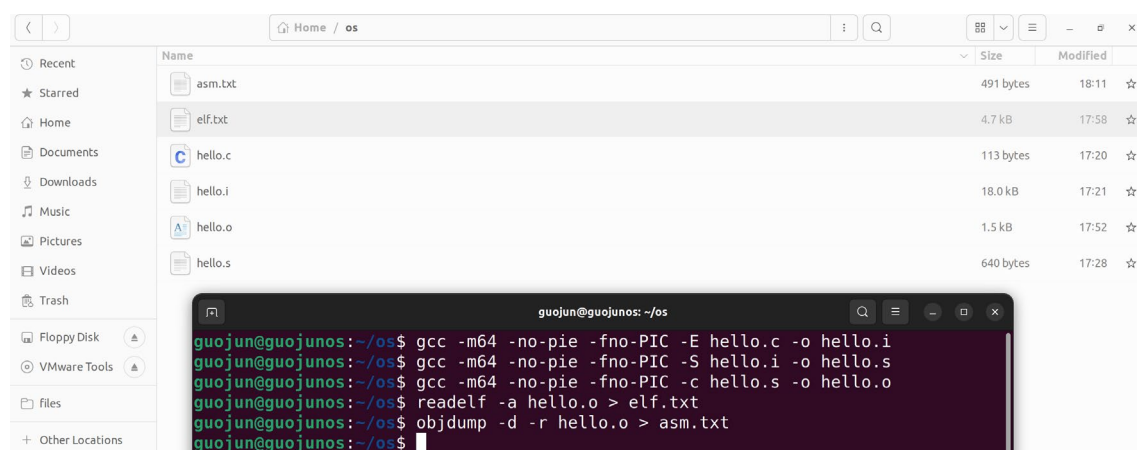 Home / os
Name Size Modified
Recent
asm.txt 491 bytes 18:11
Starred
elf.txt 4.7 kB 17:58
Home
Documents
hello.c 113 bytes 17:20
Downloads
hello.i 18.0 kB 17:21
Music
hello.o 1.5 kB 17:52
Pictures
Videos
hello.s 640 bytes 17:28
Trash
Floppy Disk
VMware Tools
files
+ Other Locations
guojun@guojunos: ~/os
guojun@guojunos:~/os$ gcc -m64 -no-pie -fno-PIC -E hello.c -o hello.i
guojun@guojunos:~/os$ gcc -m64 -no-pie -fno-PIC -S hello.i -o hello.s
guojun@guojunos:~/os$ gcc -m64 -no-pie -fno-PIC -c hello.s -o hello.o
guojun@guojunos:~/os$ readelf -a hello.o > elf.txt
guojun@guojunos:~/os$ objdump -d -r hello.o > asm.txt
guojun@guojunos:~/os$